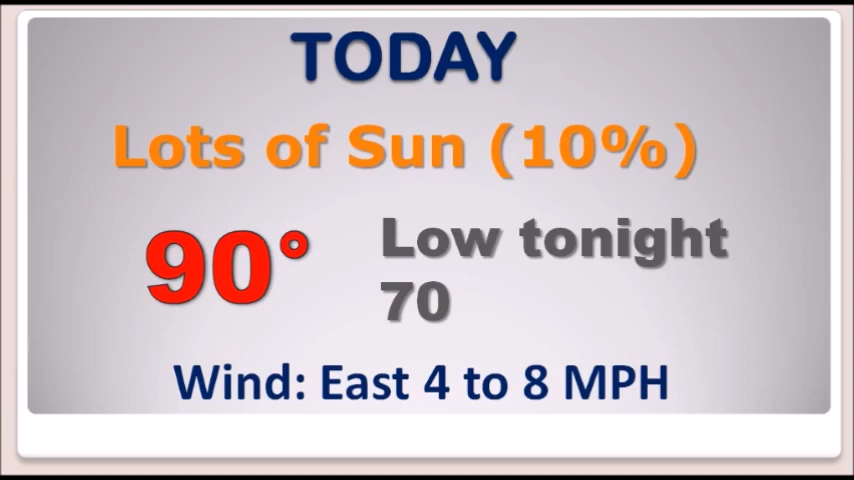 TODAY
Lots of Sun (10%)
90°
Low tonight
70
Wind: East 4 to 8 MPH